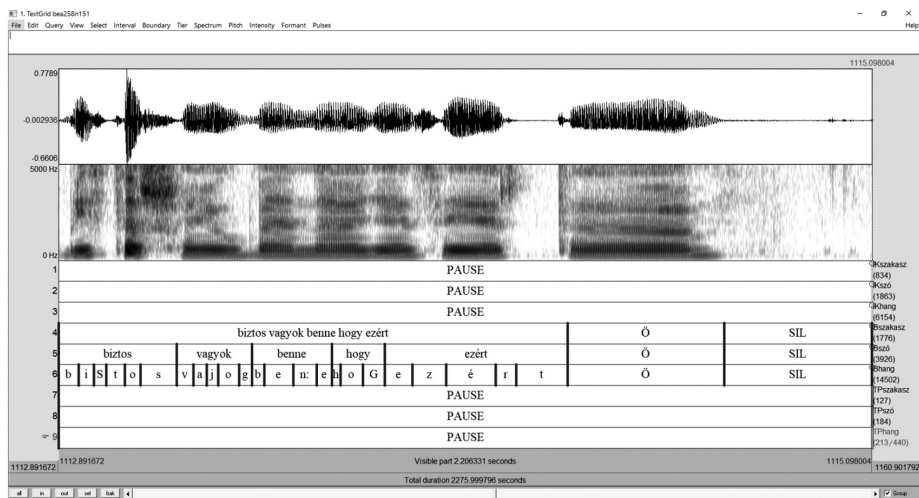 1. TextGrid bea258n151
File Edit Query View Select Interval Boundary Tier Spectrum Pitch Intensity Formant Pulses Help
1115.098004
0.7789
-0.002936
-0.6606
5000 Hz
0 Hz
1 PAUSE Kszakasz (834)
2 PAUSE Kszó (1863)
3 PAUSE Khang (6154)
4 biztos vagyok benne hogy ezért Ö SIL Bszakasz (1776)
5 biztos vagyok benne hogy ezért Ö SIL Bszó (3926)
6 b i S t o s v a j o g b e n: e h o G e z é r t Ö SIL Bhang (14502)
7 PAUSE TPszakasz (127)
8 PAUSE TPszó (184)
9 PAUSE TPhang (213/440)
1112.891672 1112.891672 Visible part 2.206331 seconds 1115.098004 1160.901792
Total duration 2275.999796 seconds
all in out sel bak Group